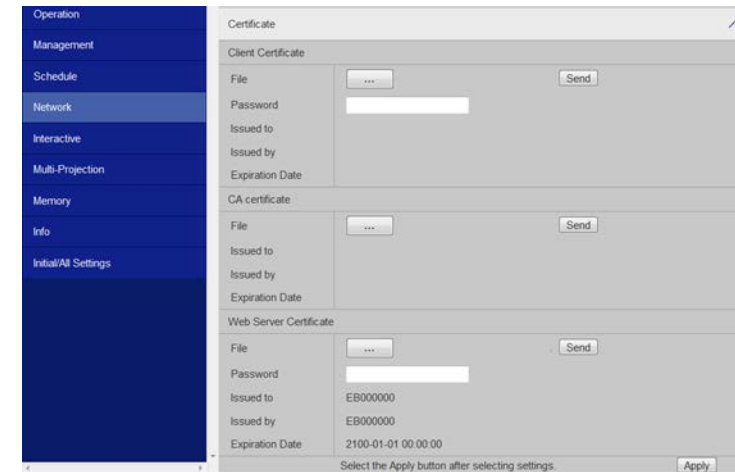 Operation
Management
Schedule
Network
Interactive
Multi-Projection
Memory
Info
Initial/All Settings
Certificate
Client Certificate
File ... Send
Password
Issued to
Issued by
Expiration Date
CA certificate
File ... Send
Issued to
Issued by
Expiration Date
Web Server Certificate
File ... Send
Password
Issued to EB000000
Issued by EB000000
Expiration Date 2100-01-01 00:00:00
Select the Apply button after selecting settings. Apply